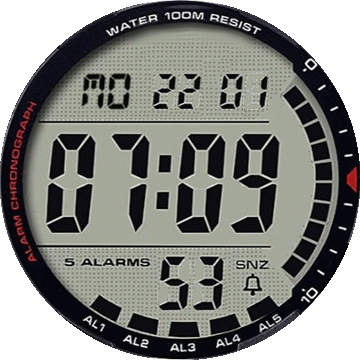 WATER 100M RESIST
ALARM CHRONOGRAPH
0
MO 22 01
07:09
5 ALARMS 53 SNZ
10
AL1 AL2 AL3 AL4 AL5